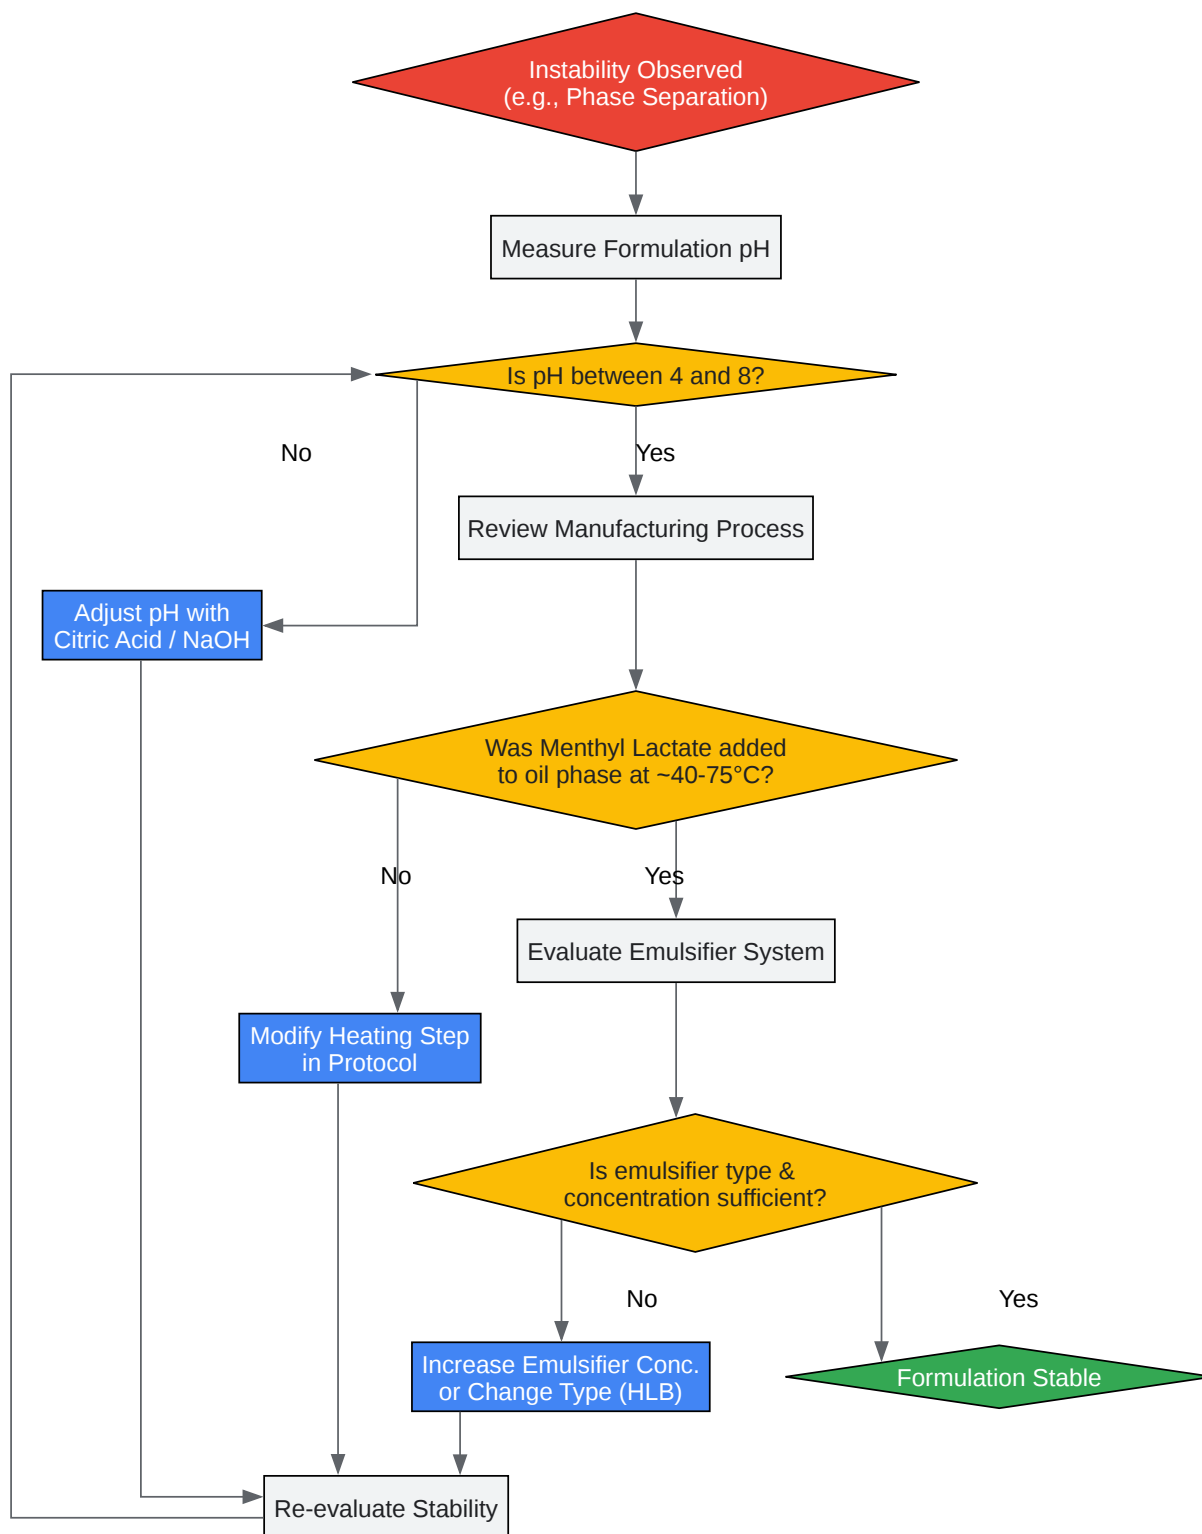 Instability Observed
(e.g., Phase Separation)
Measure Formulation pH
Is pH between 4 and 8?
No
Yes
Review Manufacturing Process
Adjust pH with
Citric Acid / NaOH
Was Menthyl Lactate added
to oil phase at ~40-75°C?
No
Yes
Evaluate Emulsifier System
Modify Heating Step
in Protocol
Is emulsifier type &
concentration sufficient?
No
Yes
Increase Emulsifier Conc.
or Change Type (HLB)
Formulation Stable
Re-evaluate Stability